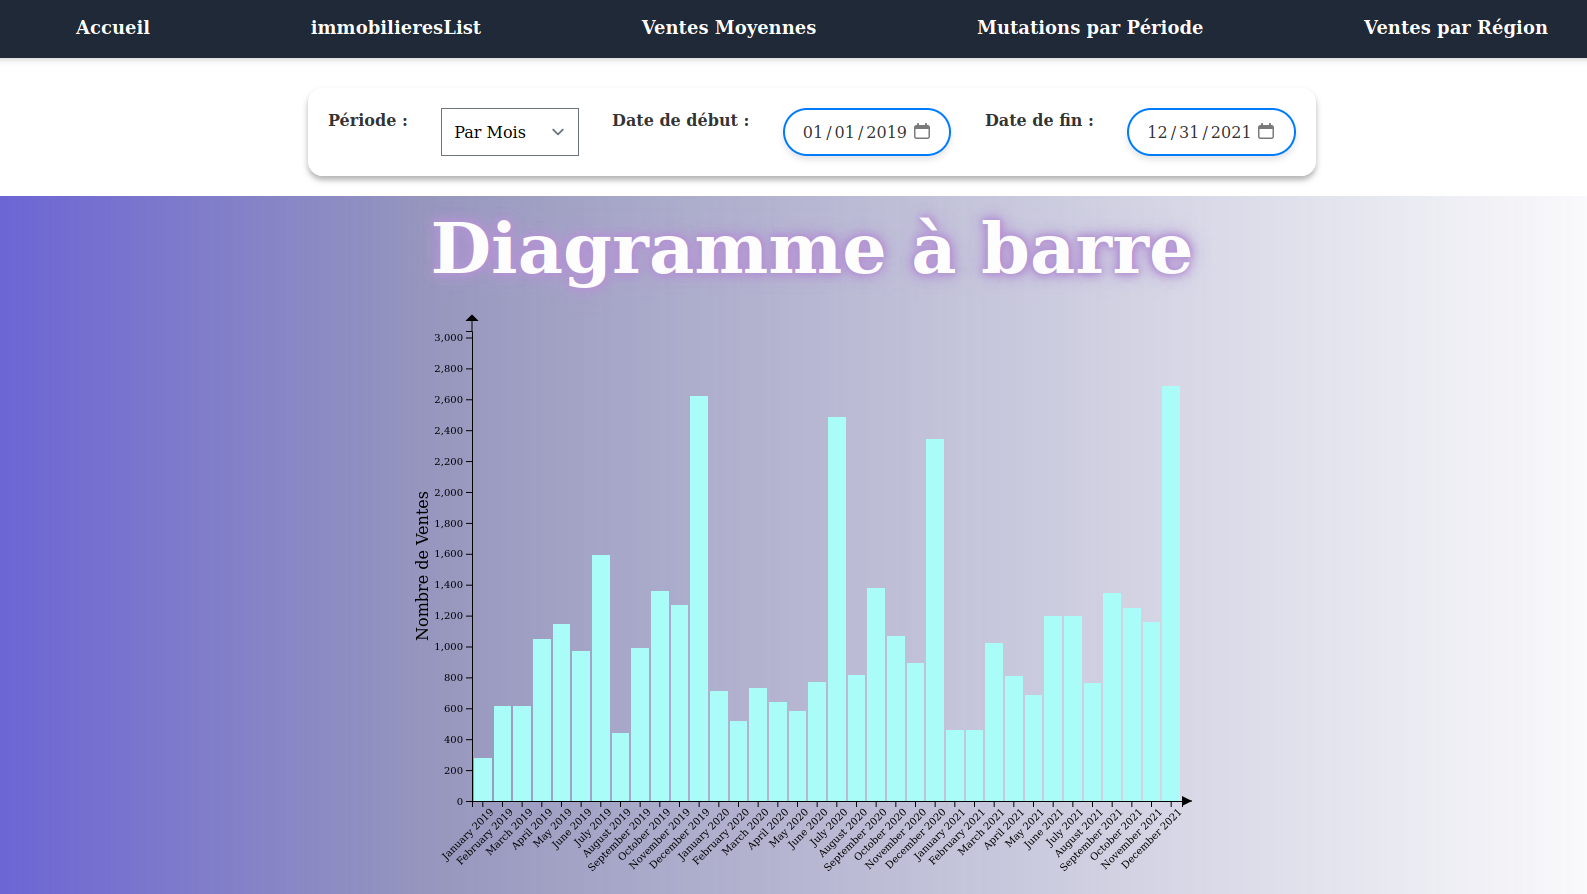 Accueil immobilieresList Ventes Moyennes Mutations par Période Ventes par Région
Période : Par Mois Date de début : 01/01/2019 Date de fin : 12/31/2021
Diagramme à barre
Nombre de Ventes
3,000
2,800
2,600
2,400
2,200
2,000
1,800
1,600
1,400
1,200
1,000
800
600
400
200
0
January 2019
February 2019
March 2019
April 2019
May 2019
June 2019
July 2019
August 2019
September 2019
October 2019
November 2019
December 2019
January 2020
February 2020
March 2020
April 2020
May 2020
June 2020
July 2020
August 2020
September 2020
October 2020
November 2020
December 2020
January 2021
February 2021
March 2021
April 2021
May 2021
June 2021
July 2021
August 2021
September 2021
October 2021
November 2021
December 2021